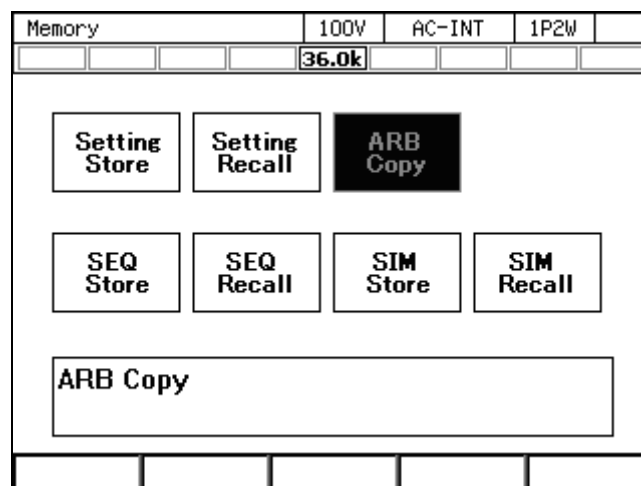 Memory 100V AC-INT 1P2W
36.0k
Setting Store
Setting Recall
ARB Copy
SEQ Store
SEQ Recall
SIM Store
SIM Recall
ARB Copy